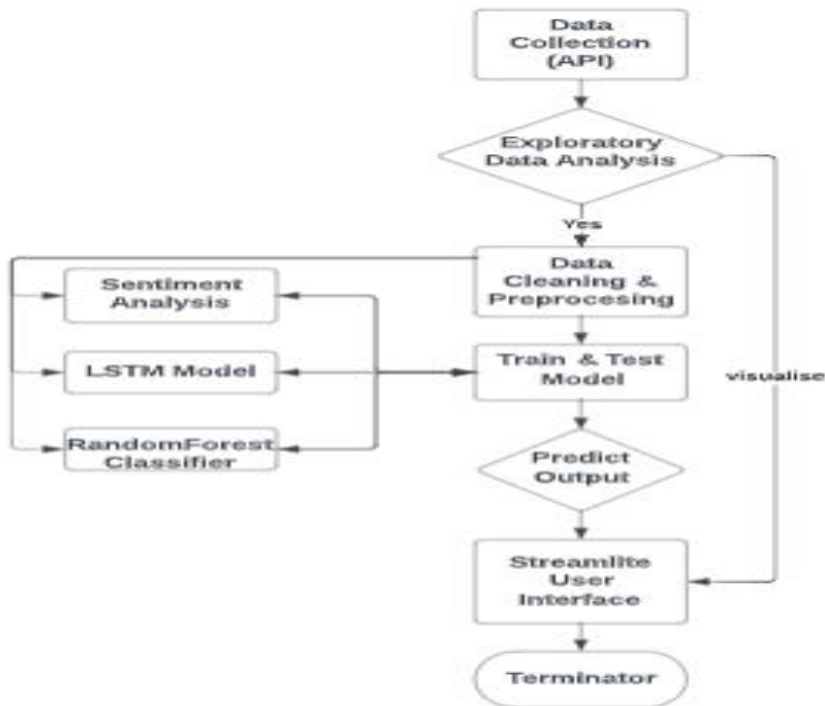 Data
Collection
(API)
Exploratory
Data Analysis
Yes
Data
Cleaning &
Preprocesing
Sentiment
Analysis
LSTM Model
Train & Test
Model
visualise
RandomForest
Classifier
Predict
Output
Streamlite
User
Interface
Terminator